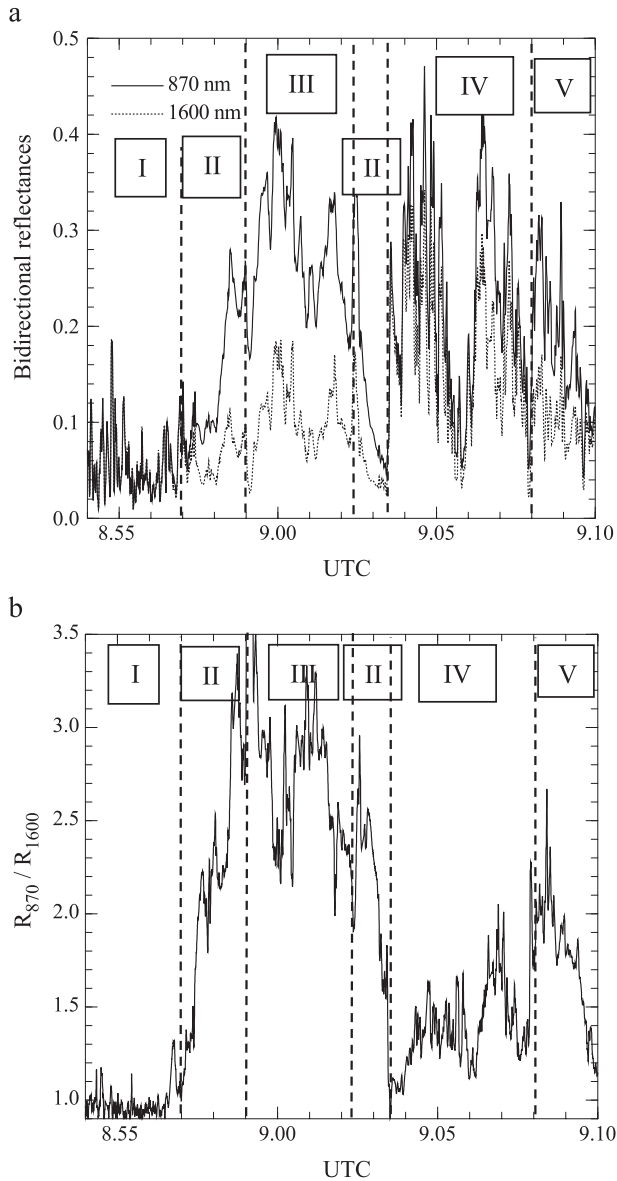 a
0.5
III
IV
V
870 nm
1600 nm
0.4
I
II
II
0.3
0.2
0.1
0.0
Bidirectional reflectances
8.55
9.00
9.05
9.10
UTC
b
3.5
I
II
III
II
IV
V
3.0
2.5
2.0
1.5
1.0
R870 / R1600
8.55
9.00
9.05
9.10
UTC